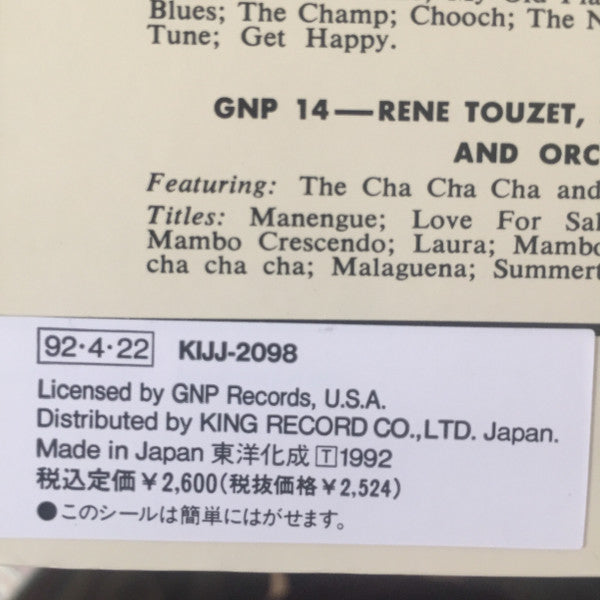 Blues; The Champ; Chooch; The
Tune; Get Happy.
GNP 14—RENE TOUZET,
AND
Featuring: The Cha Cha Cha and
Titles: Manengue; Love For
Mambo Crescendo; Laura; Mambo
cha cha cha; Malaguena;
92・4・22 KIJJ-2098
Licensed by GNP Records, U.S.A.
Distributed by KING RECORD CO.,LTD. Japan.
Made in Japan 東洋化成 T 1992
税込定価¥2,600(税抜価格¥2,524)
●このシールは簡単にはがせます。